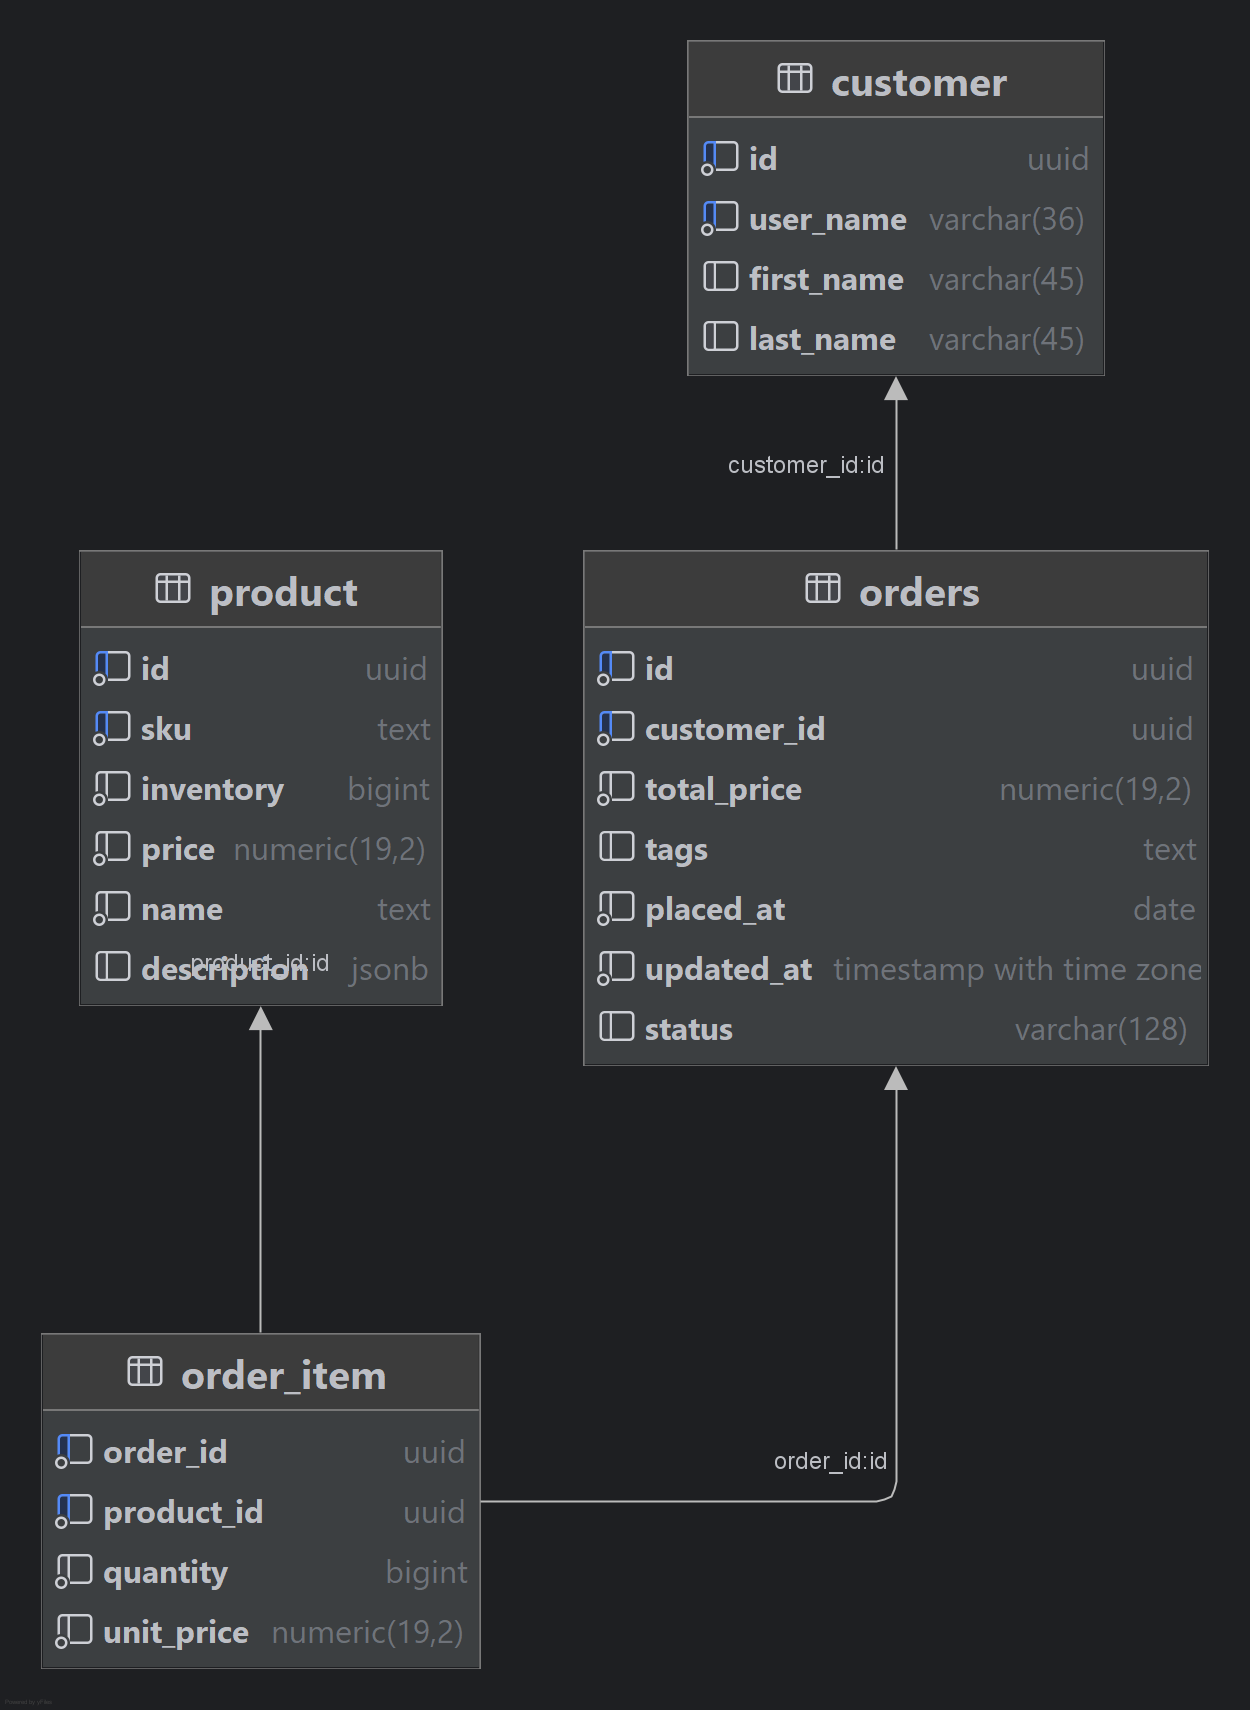 customer
id uuid
user_name varchar(36)
first_name varchar(45)
last_name varchar(45)
customer_id:id
product
id uuid
sku text
inventory bigint
price numeric(19,2)
name text
description jsonb
product_id:id
orders
id uuid
customer_id uuid
total_price numeric(19,2)
tags text
placed_at date
updated_at timestamp with time zone
status varchar(128)
order_item
order_id uuid
product_id uuid
quantity bigint
unit_price numeric(19,2)
order_id:id
Powered by yFiles